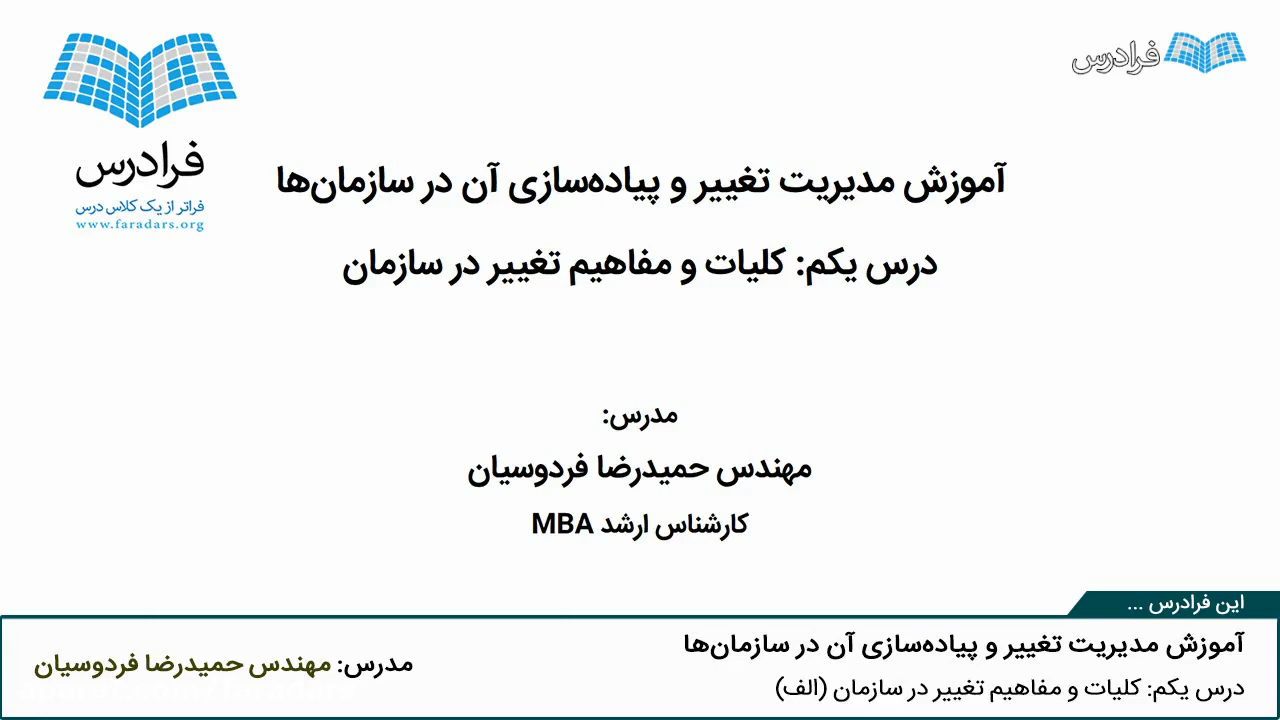 فرادرس
فرادرس
فراتر از یک کلاس درس
www.faradars.org
آموزش مدیریت تغییر و پیاده‌سازی آن در سازمان‌ها
درس یکم: کلیات و مفاهیم تغییر در سازمان
مدرس:
مهندس حمیدرضا فردوسیان
کارشناس ارشد MBA
این فرادرس ...
آموزش مدیریت تغییر و پیاده‌سازی آن در سازمان‌ها
درس یکم: کلیات و مفاهیم تغییر در سازمان (الف)
مدرس: مهندس حمیدرضا فردوسیان